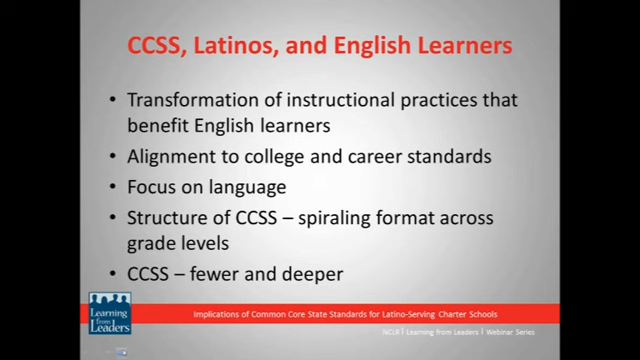 CCSS, Latinos, and English Learners
• Transformation of instructional practices that
benefit English learners
• Alignment to college and career standards
• Focus on language
• Structure of CCSS – spiraling format across
grade levels
• CCSS – fewer and deeper
Learning
from
Leaders
Implications of Common Core State Standards for Latino-Serving Charter Schools
NCLR | Learning from Leaders | Webinar Series